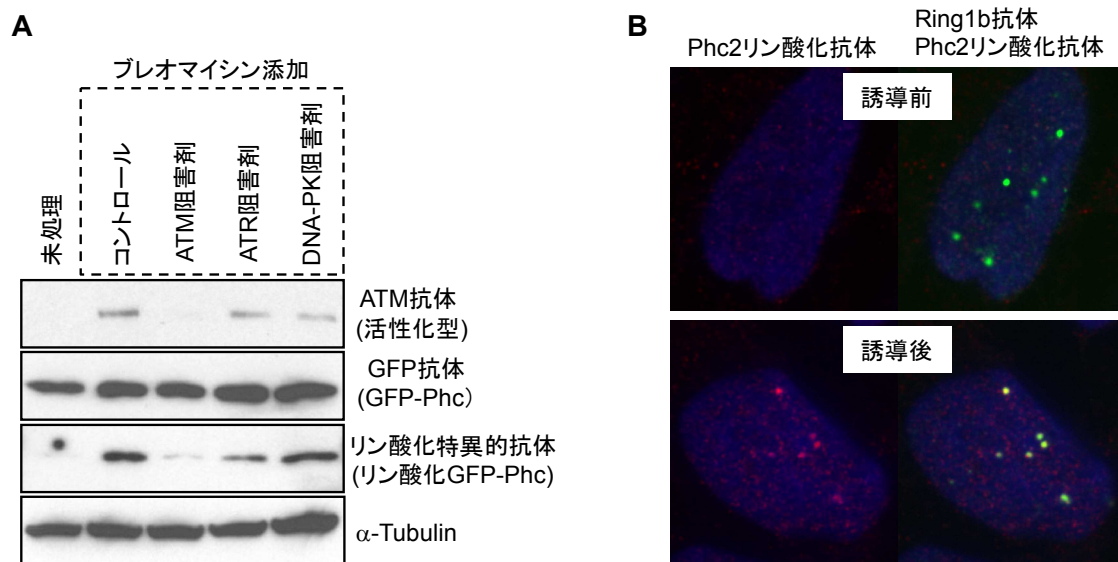 A
ブレオマイシン添加
未処理
コントロール
ATM阻害剤
ATR阻害剤
DNA-PK阻害剤
ATM抗体
(活性化型)
GFP抗体
(GFP-Phc)
リン酸化特異的抗体
(リン酸化GFP-Phc)
α-Tubulin
B
Phc2リン酸化抗体
Ring1b抗体
Phc2リン酸化抗体
誘導前
誘導後